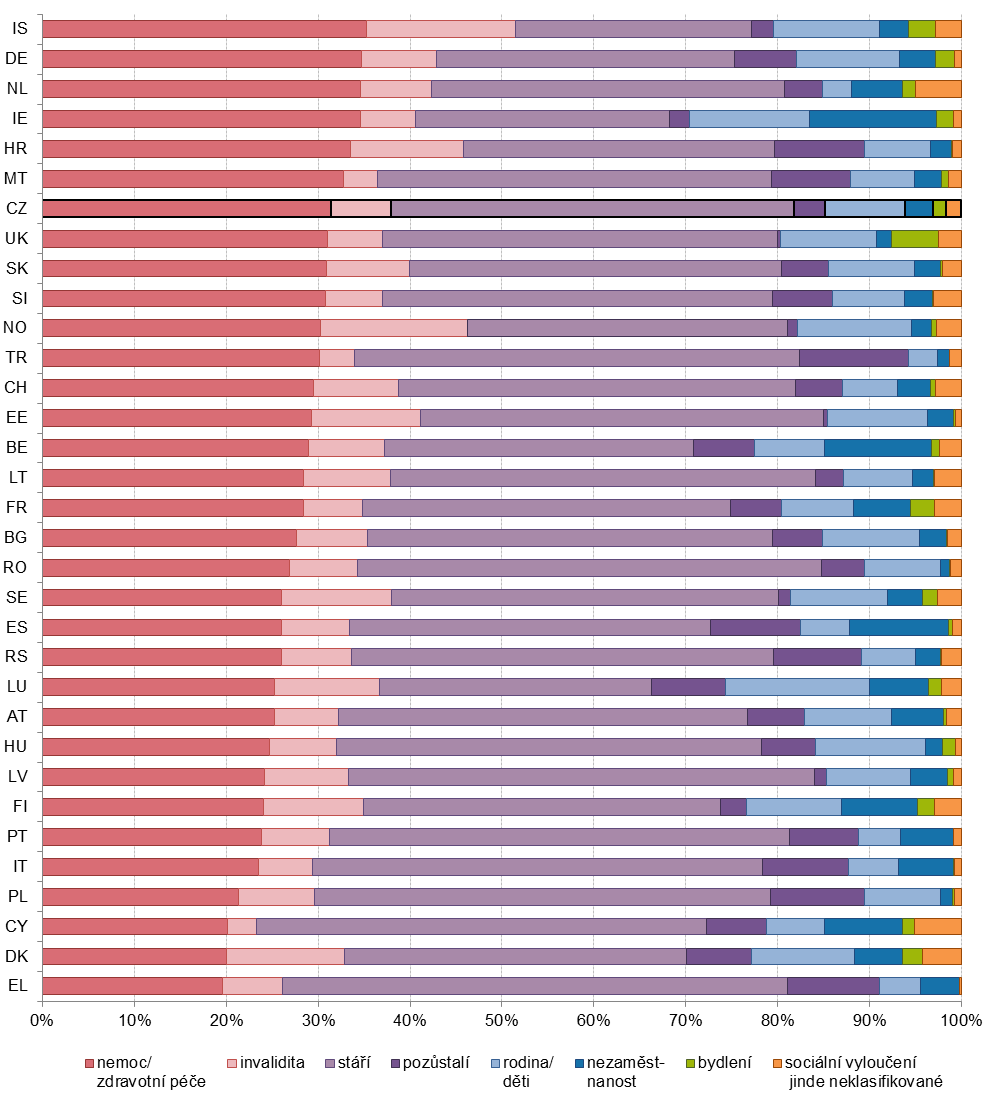 IS
DE
NL
IE
HR
MT
CZ
UK
SK
SI
NO
TR
CH
EE
BE
LT
FR
BG
RO
SE
ES
RS
LU
AT
HU
LV
FI
PT
IT
PL
CY
DK
EL
0% 10% 20% 30% 40% 50% 60% 70% 80% 90% 100%
nemoc/ invalidita stáří pozůstalí rodina/ nezaměst- bydlení sociální vyloučení
zdravotní péče děti nanost jinde neklasifikované